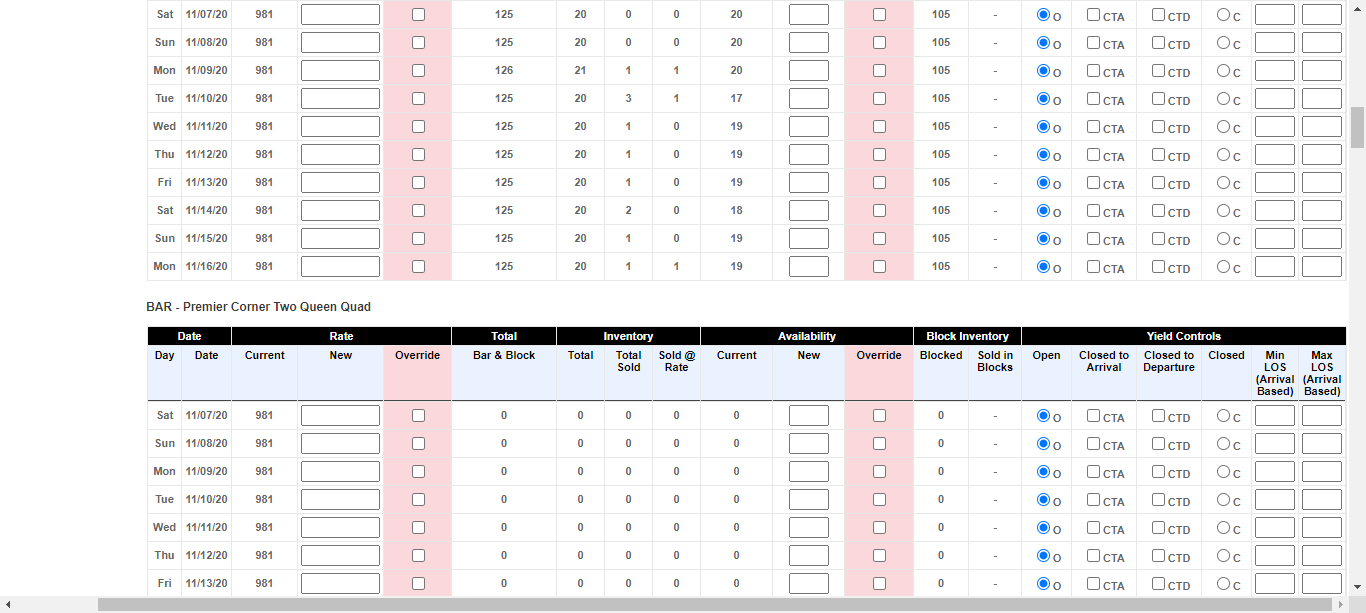 Sat 11/07/20 981 125 20 0 0 20 105 - O CTA CTD C
Sun 11/08/20 981 125 20 0 0 20 105 - O CTA CTD C
Mon 11/09/20 981 126 21 1 1 20 105 - O CTA CTD C
Tue 11/10/20 981 125 20 3 1 17 105 - O CTA CTD C
Wed 11/11/20 981 125 20 1 0 19 105 - O CTA CTD C
Thu 11/12/20 981 125 20 1 0 19 105 - O CTA CTD C
Fri 11/13/20 981 125 20 1 0 19 105 - O CTA CTD C
Sat 11/14/20 981 125 20 2 0 18 105 - O CTA CTD C
Sun 11/15/20 981 125 20 1 0 19 105 - O CTA CTD C
Mon 11/16/20 981 125 20 1 1 19 105 - O CTA CTD C
BAR - Premier Corner Two Queen Quad
Date Rate Total Inventory Availability Block Inventory Yield Controls
Day Date Current New Override Bar & Block Total Total Sold @ Current New Override Blocked Sold in Open Closed to Closed to Closed Min Max
Sold Rate Blocks Arrival Departure LOS LOS
(Arrival (Arrival
Based) Based)
Sat 11/07/20 981 0 0 0 0 0 0 - O CTA CTD C
Sun 11/08/20 981 0 0 0 0 0 0 - O CTA CTD C
Mon 11/09/20 981 0 0 0 0 0 0 - O CTA CTD C
Tue 11/10/20 981 0 0 0 0 0 0 - O CTA CTD C
Wed 11/11/20 981 0 0 0 0 0 0 - O CTA CTD C
Thu 11/12/20 981 0 0 0 0 0 0 - O CTA CTD C
Fri 11/13/20 981 0 0 0 0 0 0 - O CTA CTD C